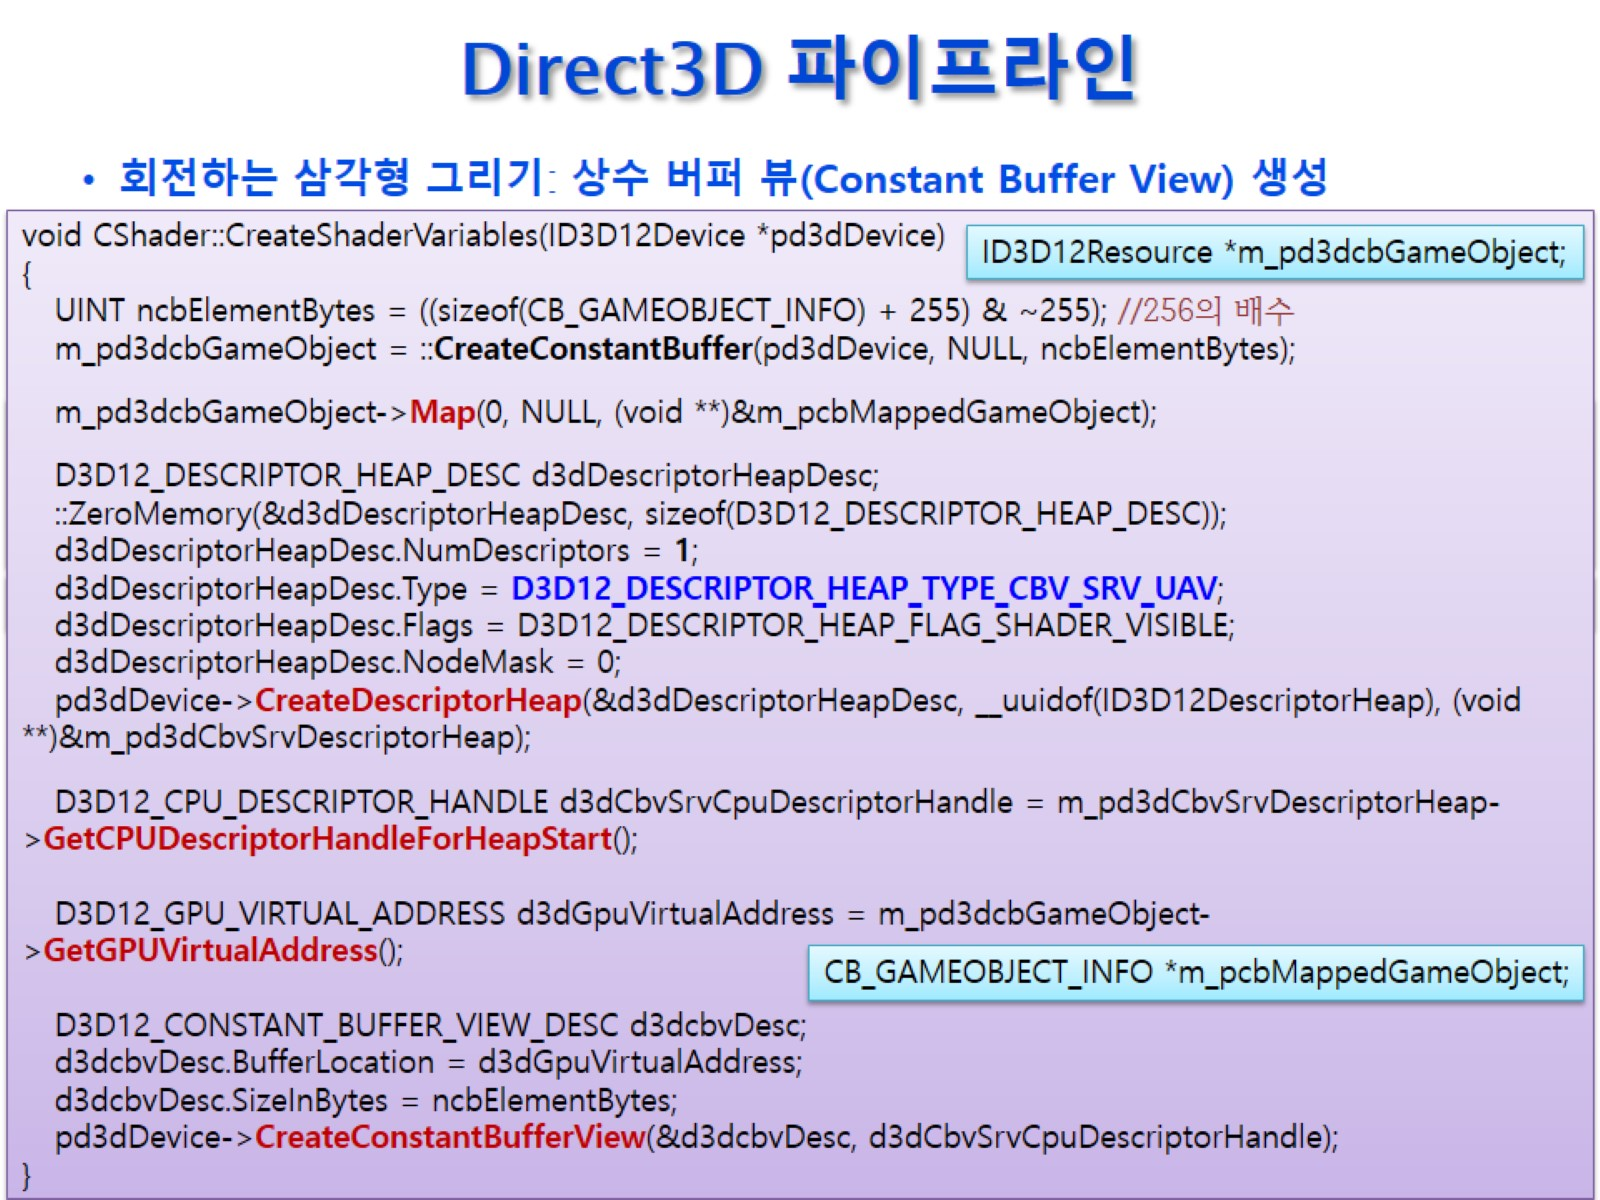 Direct3D 파이프라인
• 회전하는 삼각형 그리기: 상수 버퍼 뷰(Constant Buffer View) 생성
void CShader::CreateShaderVariables(ID3D12Device *pd3dDevice)
ID3D12Resource *m_pd3dcbGameObject;
{
UINT ncbElementBytes = ((sizeof(CB_GAMEOBJECT_INFO) + 255) & ~255); //256의 배수
m_pd3dcbGameObject = ::CreateConstantBuffer(pd3dDevice, NULL, ncbElementBytes);
m_pd3dcbGameObject->Map(0, NULL, (void **)&m_pcbMappedGameObject);
D3D12_DESCRIPTOR_HEAP_DESC d3dDescriptorHeapDesc;
::ZeroMemory(&d3dDescriptorHeapDesc, sizeof(D3D12_DESCRIPTOR_HEAP_DESC));
d3dDescriptorHeapDesc.NumDescriptors = 1;
d3dDescriptorHeapDesc.Type = D3D12_DESCRIPTOR_HEAP_TYPE_CBV_SRV_UAV;
d3dDescriptorHeapDesc.Flags = D3D12_DESCRIPTOR_HEAP_FLAG_SHADER_VISIBLE;
d3dDescriptorHeapDesc.NodeMask = 0;
pd3dDevice->CreateDescriptorHeap(&d3dDescriptorHeapDesc, __uuidof(ID3D12DescriptorHeap), (void
**)&m_pd3dCbvSrvDescriptorHeap);
D3D12_CPU_DESCRIPTOR_HANDLE d3dCbvSrvCpuDescriptorHandle = m_pd3dCbvSrvDescriptorHeap-
>GetCPUDescriptorHandleForHeapStart();
D3D12_GPU_VIRTUAL_ADDRESS d3dGpuVirtualAddress = m_pd3dcbGameObject-
>GetGPUVirtualAddress();
CB_GAMEOBJECT_INFO *m_pcbMappedGameObject;
D3D12_CONSTANT_BUFFER_VIEW_DESC d3dcbvDesc;
d3dcbvDesc.BufferLocation = d3dGpuVirtualAddress;
d3dcbvDesc.SizeInBytes = ncbElementBytes;
pd3dDevice->CreateConstantBufferView(&d3dcbvDesc, d3dCbvSrvCpuDescriptorHandle);
}